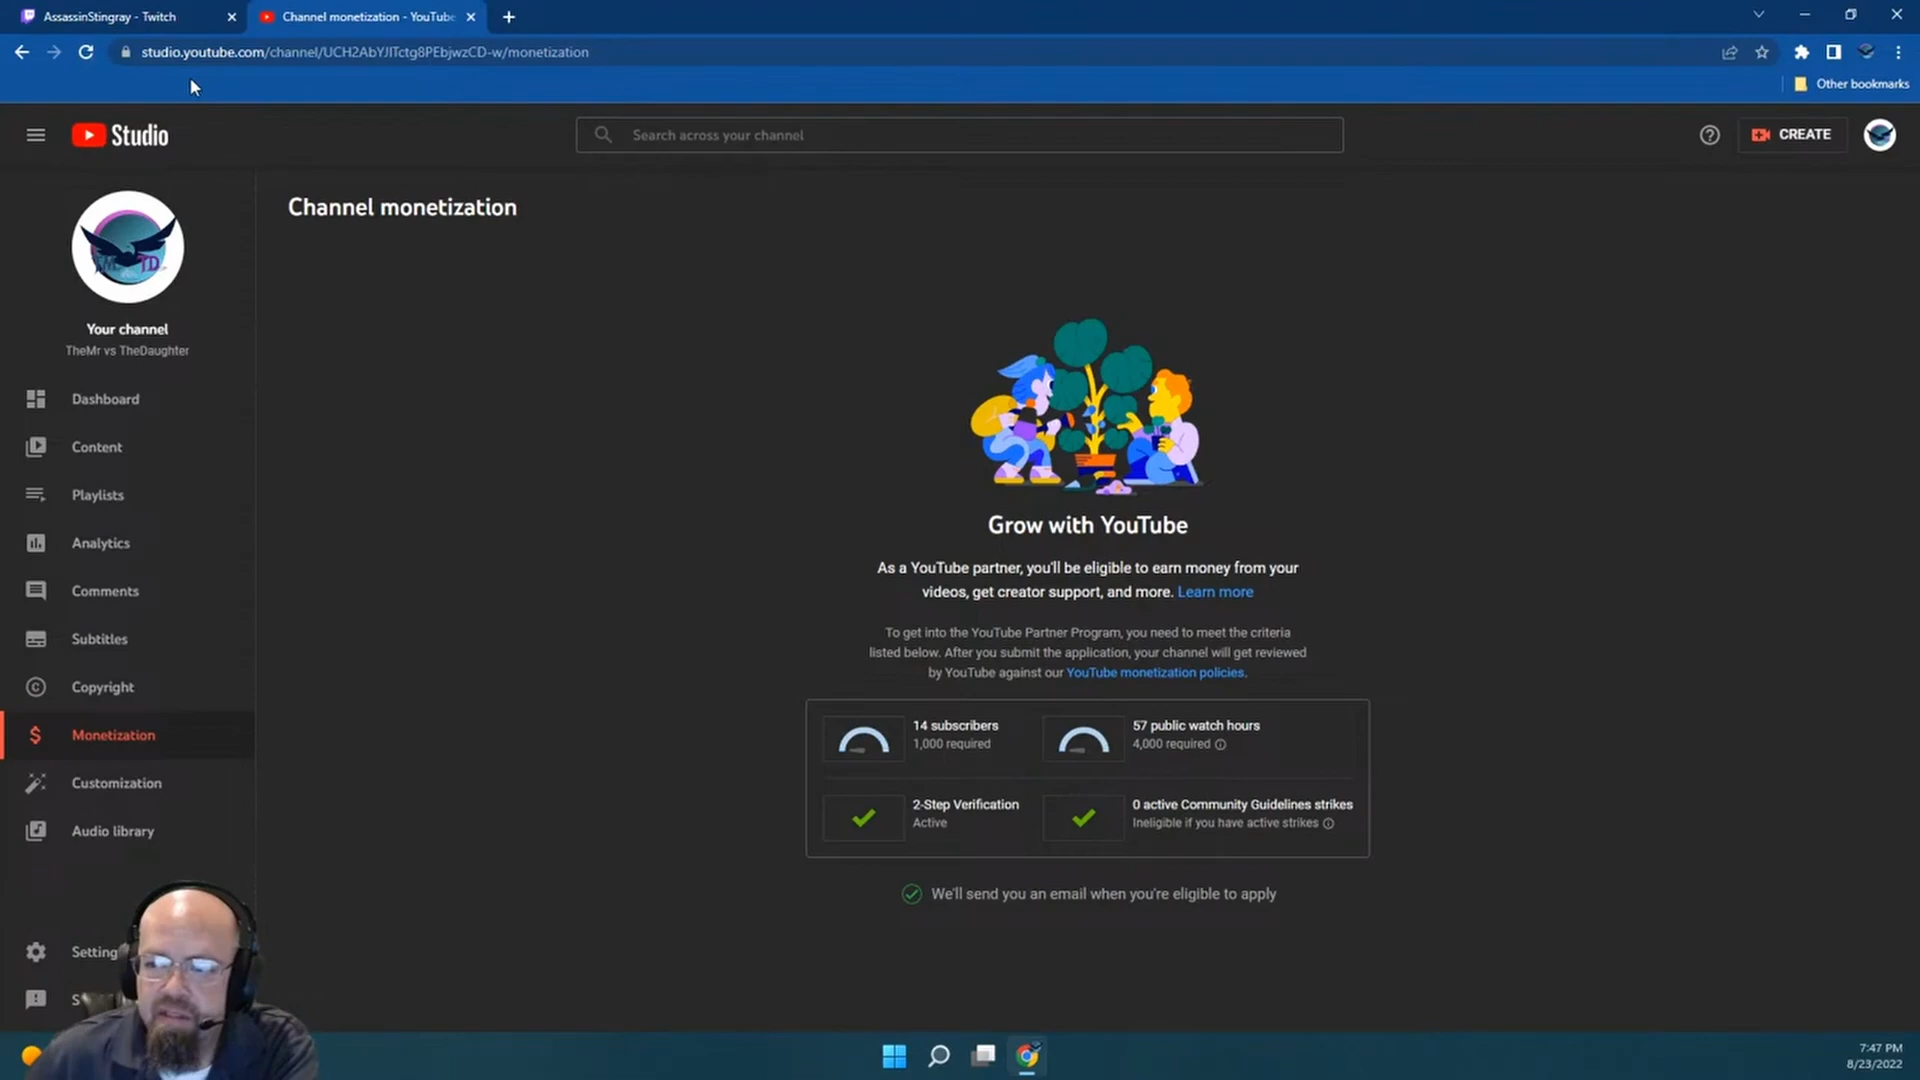 AssassinStingray - Twitch
Channel monetization - YouTube
studio.youtube.com/channel/UCH2AbYJlTctg8PEbjwzCD-w/monetization
Other bookmarks
Studio
Search across your channel
CREATE
Channel monetization
TD
Your channel
TheMr vs TheDaughter
Dashboard
Content
Playlists
Analytics
Comments
Subtitles
Copyright
Monetization
Customization
Audio library
Setting
S
Grow with YouTube
As a YouTube partner, you'll be eligible to earn money from your
videos, get creator support, and more. Learn more
To get into the YouTube Partner Program, you need to meet the criteria
listed below. After you submit the application, your channel will get reviewed
by YouTube against our YouTube monetization policies.
14 subscribers
1,000 required
57 public watch hours
4,000 required
2-Step Verification
Active
0 active Community Guidelines strikes
Ineligible if you have active strikes
We'll send you an email when you're eligible to apply
7:47 PM
8/23/2022